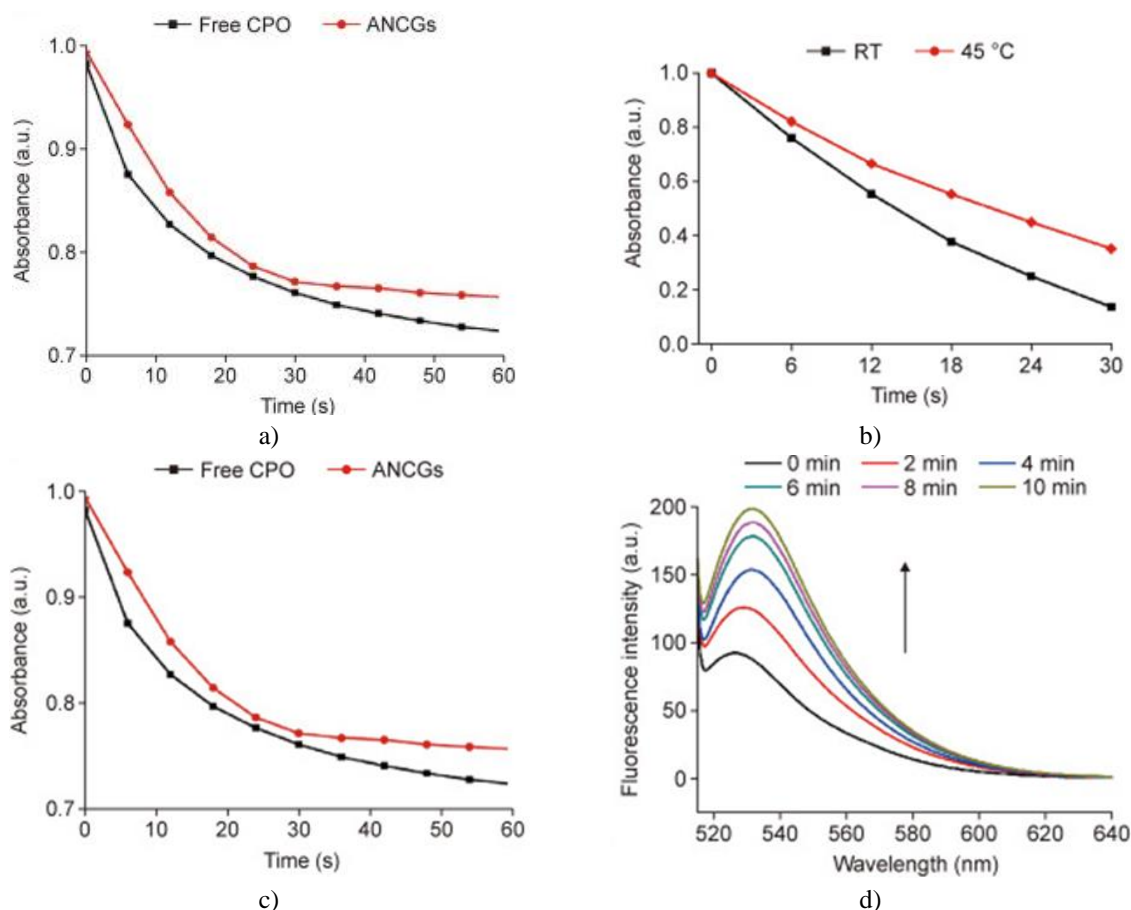 Free CPO ANCGs
1.0
0.9
0.8
0.7
Absorbance (a.u.)
0 10 20 30 40 50 60
Time (s)
a)
RT 45 °C
1.0
0.8
0.6
0.4
0.2
0.0
Absorbance (a.u.)
0 6 12 18 24 30
Time (s)
b)
Free CPO ANCGs
1.0
0.9
0.8
0.7
Absorbance (a.u.)
0 10 20 30 40 50 60
Time (s)
c)
0 min 2 min 4 min
6 min 8 min 10 min
200
150
100
50
0
Fluorescence intensity (a.u.)
520 540 560 580 600 620 640
Wavelength (nm)
d)